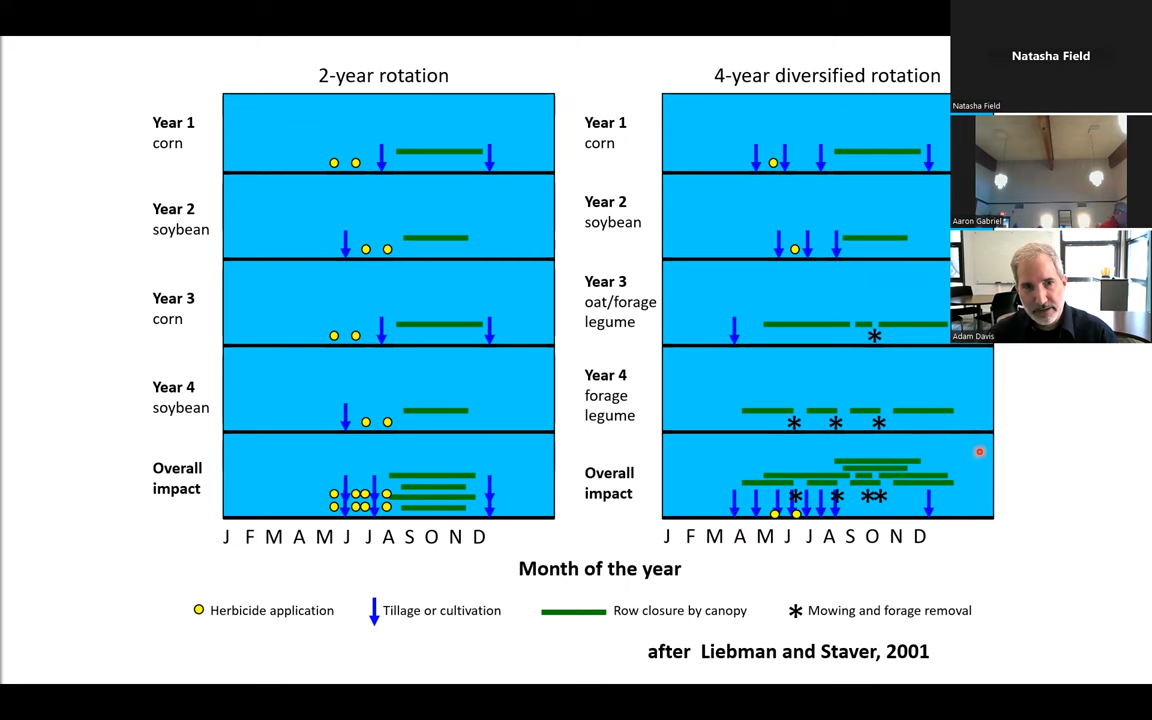 2-year rotation
4-year diversified rotation
Year 1
corn
Year 2
soybean
Year 3
corn
Year 4
soybean
Overall
impact
Year 1
corn
Year 2
soybean
Year 3
oat/forage
legume
Year 4
forage
legume
Overall
impact
J F M A M J J A S O N D
J F M A M J J A S O N D
Month of the year
Herbicide application
Tillage or cultivation
Row closure by canopy
Mowing and forage removal
after Liebman and Staver, 2001
Natasha Field
Natasha Field
Aaron Gabriel
Adam Davis